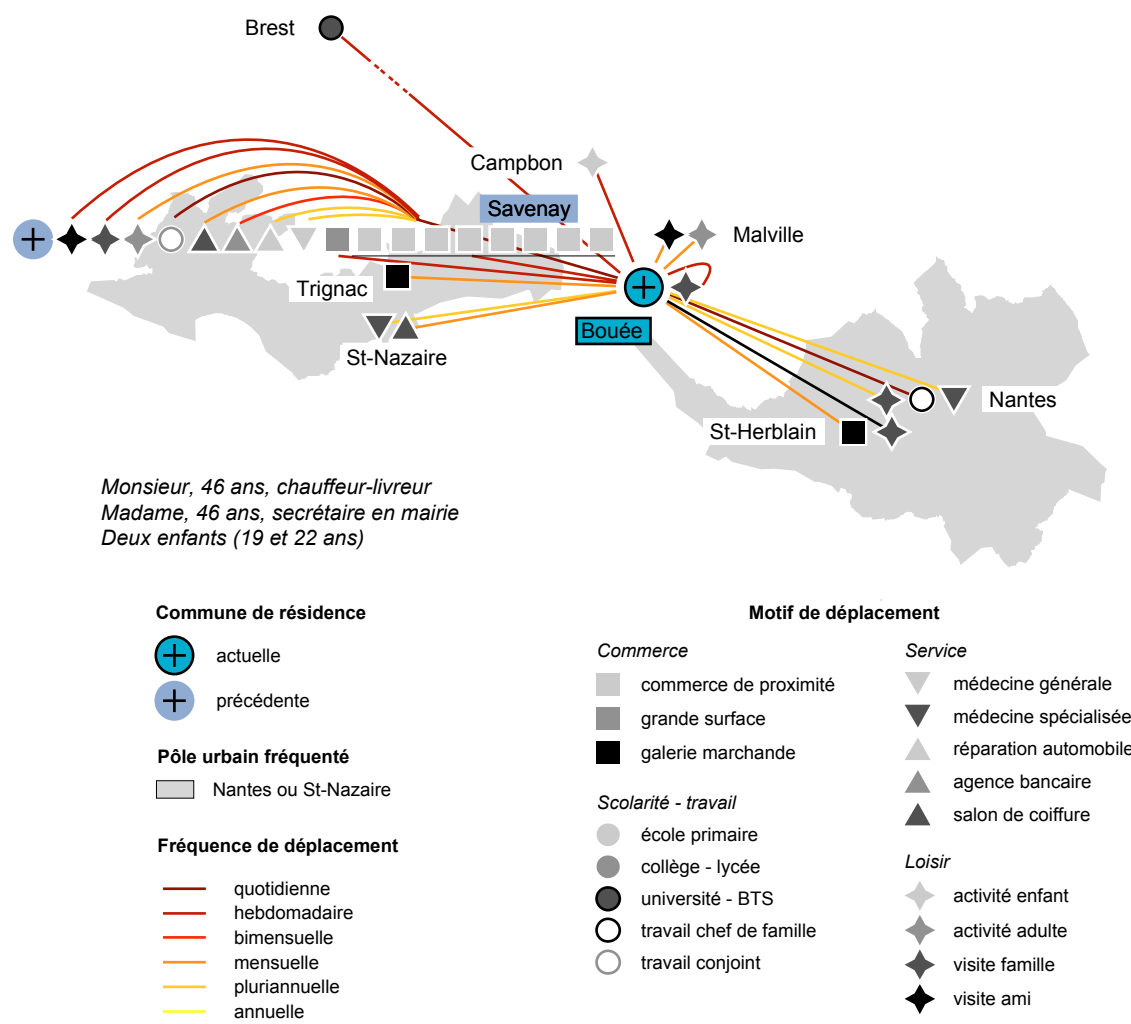 Brest
Campbon
Savenay
Malville
Trignac
Bouée
St-Nazaire
Nantes
St-Herblain
Monsieur, 46 ans, chauffeur-livreur
Madame, 46 ans, secrétaire en mairie
Deux enfants (19 et 22 ans)
Commune de résidence
actuelle
précédente
Pôle urbain fréquenté
Nantes ou St-Nazaire
Fréquence de déplacement
quotidienne
hebdomadaire
bimensuelle
mensuelle
pluriannuelle
annuelle
Motif de déplacement
Commerce
commerce de proximité
grande surface
galerie marchande
Scolarité - travail
école primaire
collège - lycée
université - BTS
travail chef de famille
travail conjoint
Service
médecine générale
médecine spécialisée
réparation automobile
agence bancaire
salon de coiffure
Loisir
activité enfant
activité adulte
visite famille
visite ami